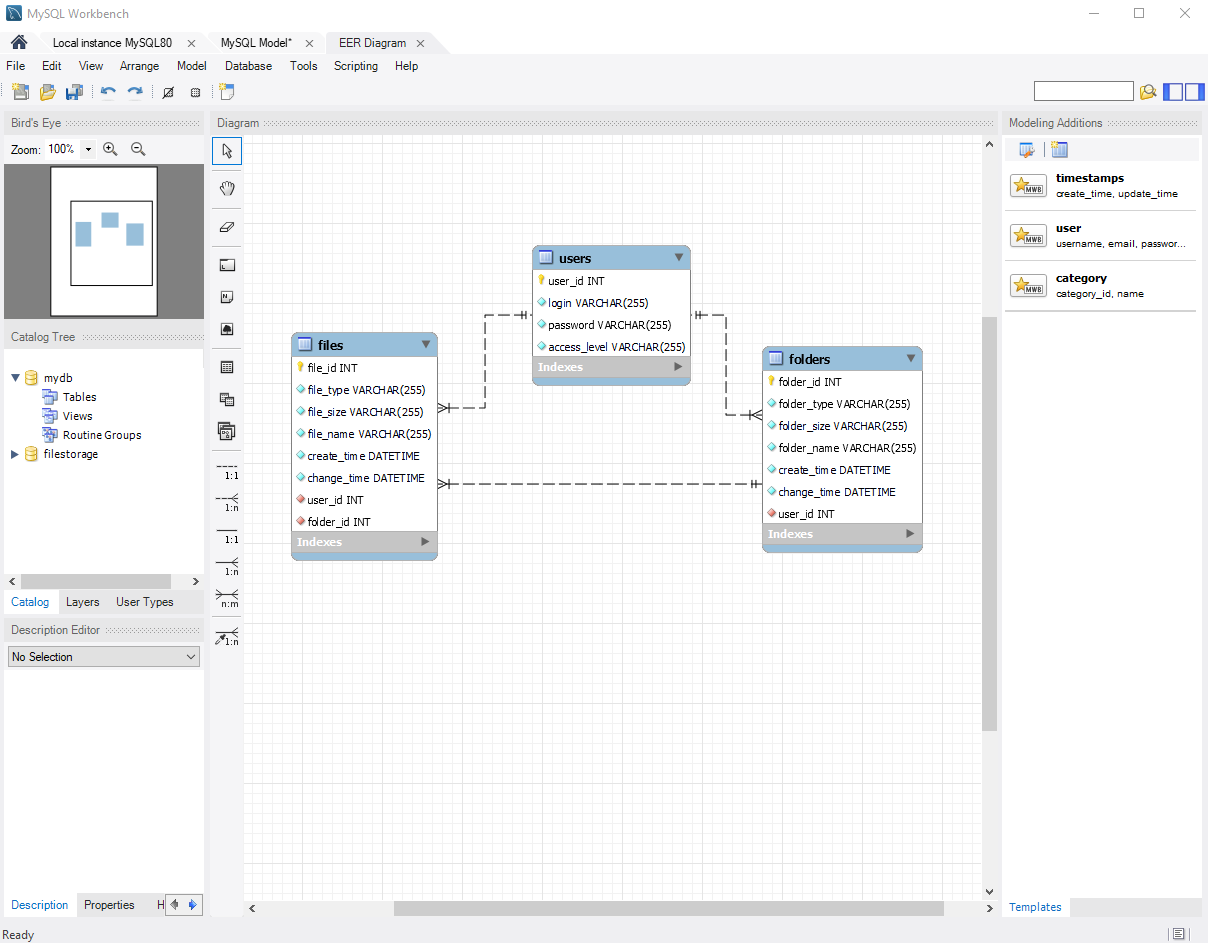 MySQL Workbench
Local instance MySQL80
MySQL Model*
EER Diagram
File Edit View Arrange Model Database Tools Scripting Help
Bird's Eye
Zoom: 100%
Catalog Tree
mydb
Tables
Views
Routine Groups
filestorage
Catalog Layers User Types
Description Editor
No Selection
Description Properties H
Ready
Diagram
1:1
1:n
1:1
1:n
n:m
1:n
files
file_id INT
file_type VARCHAR(255)
file_size VARCHAR(255)
file_name VARCHAR(255)
create_time DATETIME
change_time DATETIME
user_id INT
folder_id INT
Indexes
users
user_id INT
login VARCHAR(255)
password VARCHAR(255)
access_level VARCHAR(255)
Indexes
folders
folder_id INT
folder_type VARCHAR(255)
folder_size VARCHAR(255)
folder_name VARCHAR(255)
create_time DATETIME
change_time DATETIME
user_id INT
Indexes
Modeling Additions
MWB
timestamps
create_time, update_time
MWB
user
username, email, passwor...
MWB
category
category_id, name
Templates